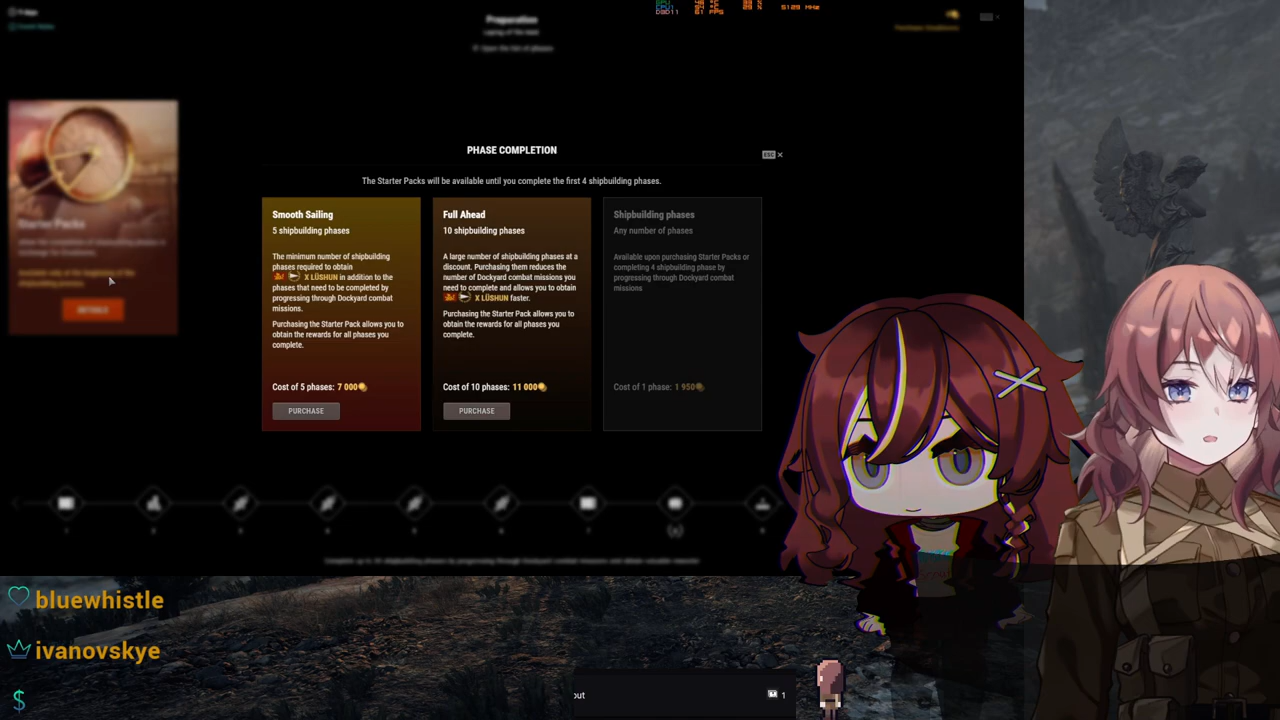 Preparation
PHASE COMPLETION
ESC
The Starter Packs will be available until you complete the first 4 shipbuilding phases.
Smooth Sailing
5 shipbuilding phases
The minimum number of shipbuilding
phases required to obtain
X LÜSHUN in addition to the
phases that need to be completed by
progressing through Dockyard combat
missions.
Purchasing the Starter Pack allows you to
obtain the rewards for all phases you
complete.
Cost of 5 phases: 7 000
PURCHASE
Full Ahead
10 shipbuilding phases
A large number of shipbuilding phases at a
discount. Purchasing them reduces the
number of Dockyard combat missions you
need to complete and allows you to obtain
X LÜSHUN faster.
Purchasing the Starter Pack allows you to
obtain the rewards for all phases you
complete.
Cost of 10 phases: 11 000
PURCHASE
Shipbuilding phases
Any number of phases
Available upon purchasing Starter Packs or
completing 4 shipbuilding phase by
progressing through Dockyard combat
missions
Cost of 1 phase: 1 950
Starter Packs
DETAILS
bluewhistle
ivanovskye
$
out
1